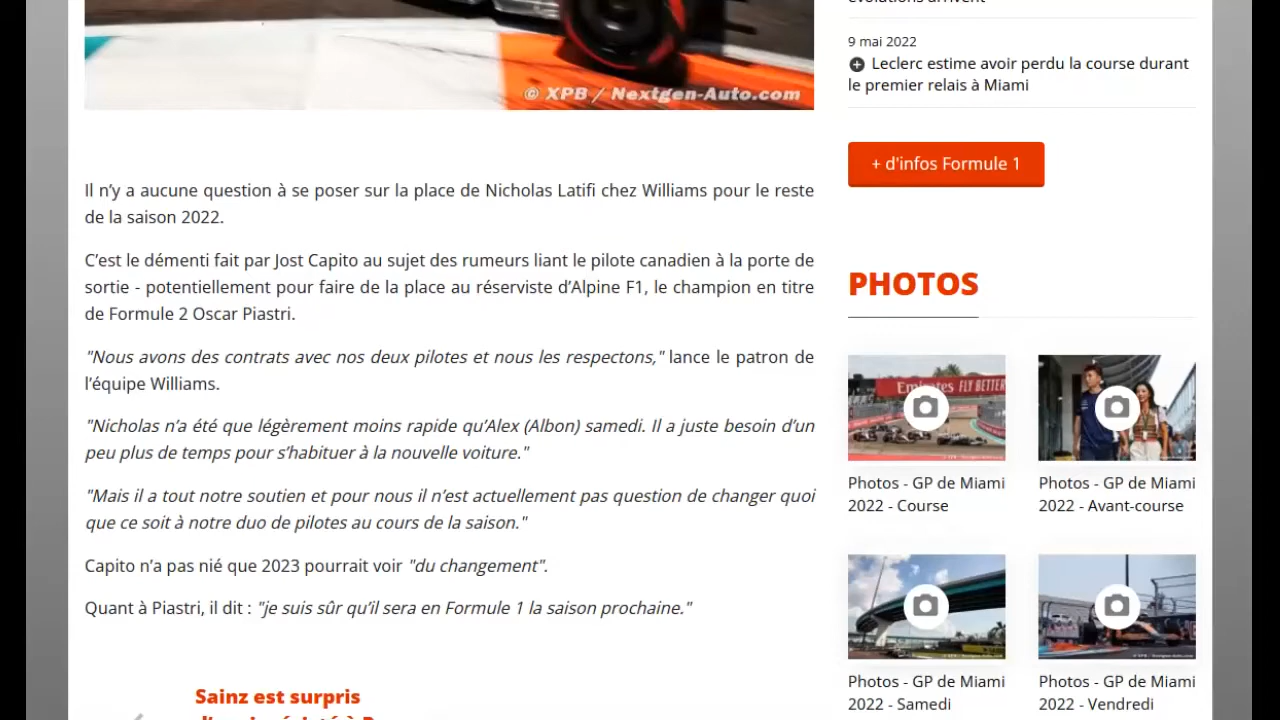 © XPB / Nextgen-Auto.com
Il n’y a aucune question à se poser sur la place de Nicholas Latifi chez Williams pour le reste
de la saison 2022.
C’est le démenti fait par Jost Capito au sujet des rumeurs liant le pilote canadien à la porte de
sortie - potentiellement pour faire de la place au réserviste d’Alpine F1, le champion en titre
de Formule 2 Oscar Piastri.
"Nous avons des contrats avec nos deux pilotes et nous les respectons," lance le patron de
l’équipe Williams.
"Nicholas n’a été que légèrement moins rapide qu’Alex (Albon) samedi. Il a juste besoin d’un
peu plus de temps pour s’habituer à la nouvelle voiture."
"Mais il a tout notre soutien et pour nous il n’est actuellement pas question de changer quoi
que ce soit à notre duo de pilotes au cours de la saison."
Capito n’a pas nié que 2023 pourrait voir "du changement".
Quant à Piastri, il dit : "je suis sûr qu’il sera en Formule 1 la saison prochaine."
Sainz est surpris
évolutions arrivent
9 mai 2022
Leclerc estime avoir perdu la course durant
le premier relais à Miami
+ d'infos Formule 1
PHOTOS
Emirates FLY BETTER
Photos - GP de Miami
2022 - Course
Photos - GP de Miami
2022 - Avant-course
Photos - GP de Miami
2022 - Samedi
Photos - GP de Miami
2022 - Vendredi